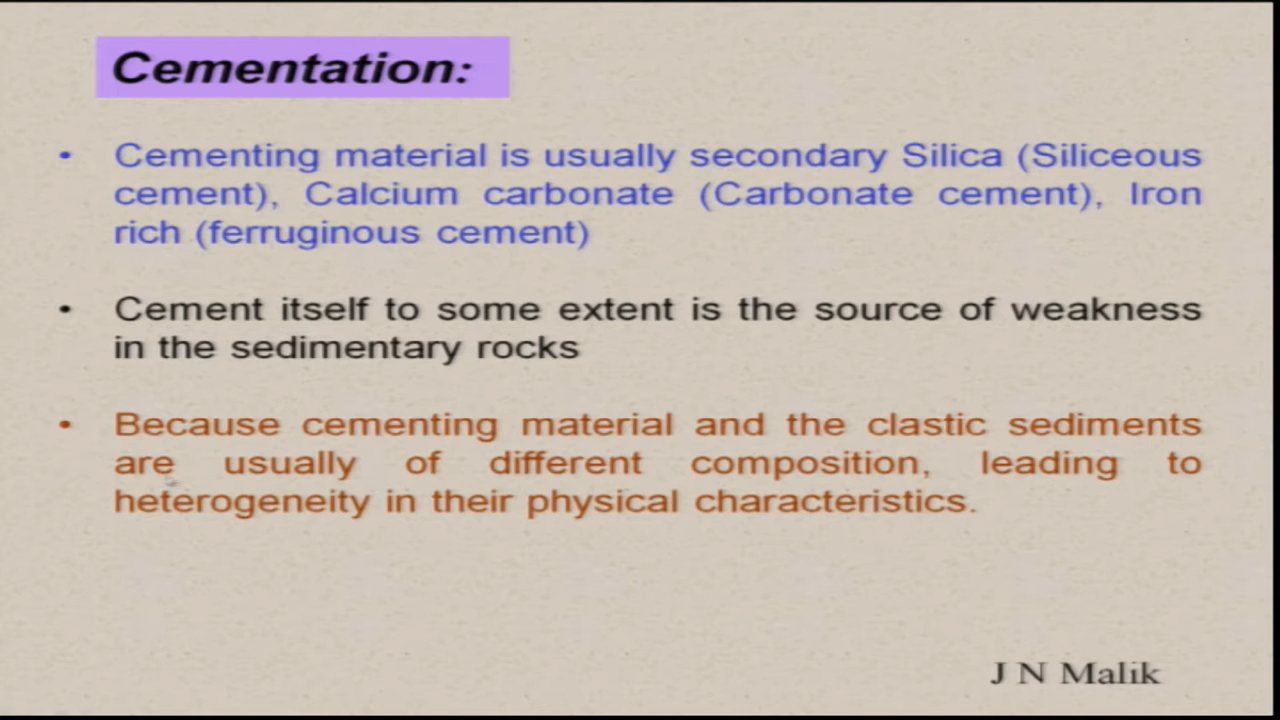 Cementation:
• Cementing material is usually secondary Silica (Siliceous
cement), Calcium carbonate (Carbonate cement), Iron
rich (ferruginous cement)
• Cement itself to some extent is the source of weakness
in the sedimentary rocks
• Because cementing material and the clastic sediments
are usually of different composition, leading to
heterogeneity in their physical characteristics.
J N Malik